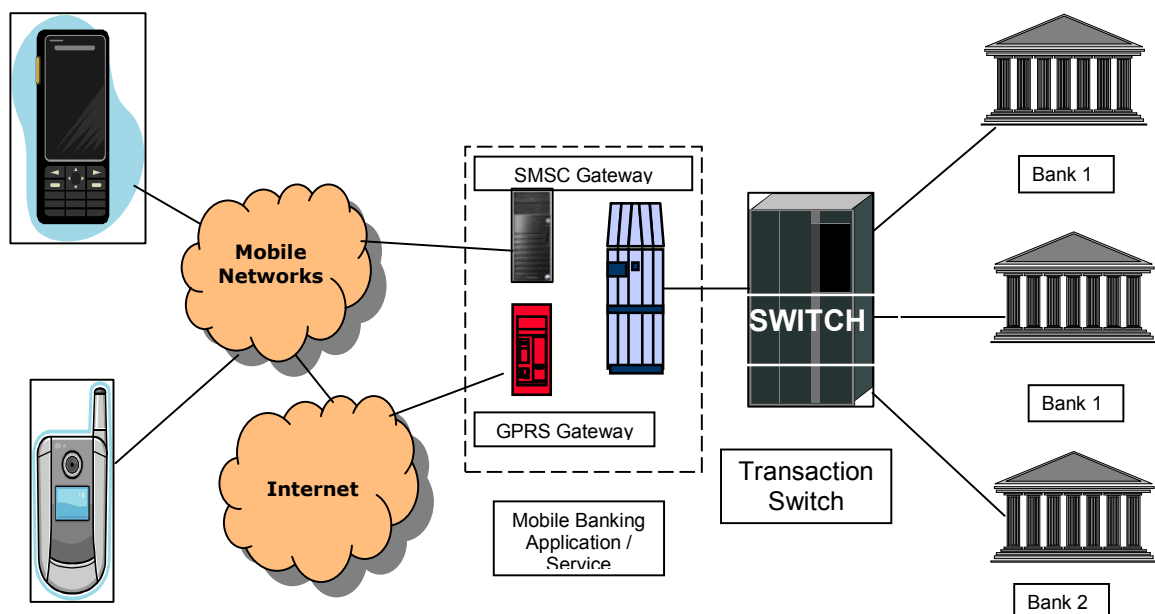 Mobile
Networks
Internet
SMSC Gateway
GPRS Gateway
Mobile Banking
Application /
Service
SWITCH
Transaction
Switch
Bank 1
Bank 1
Bank 2